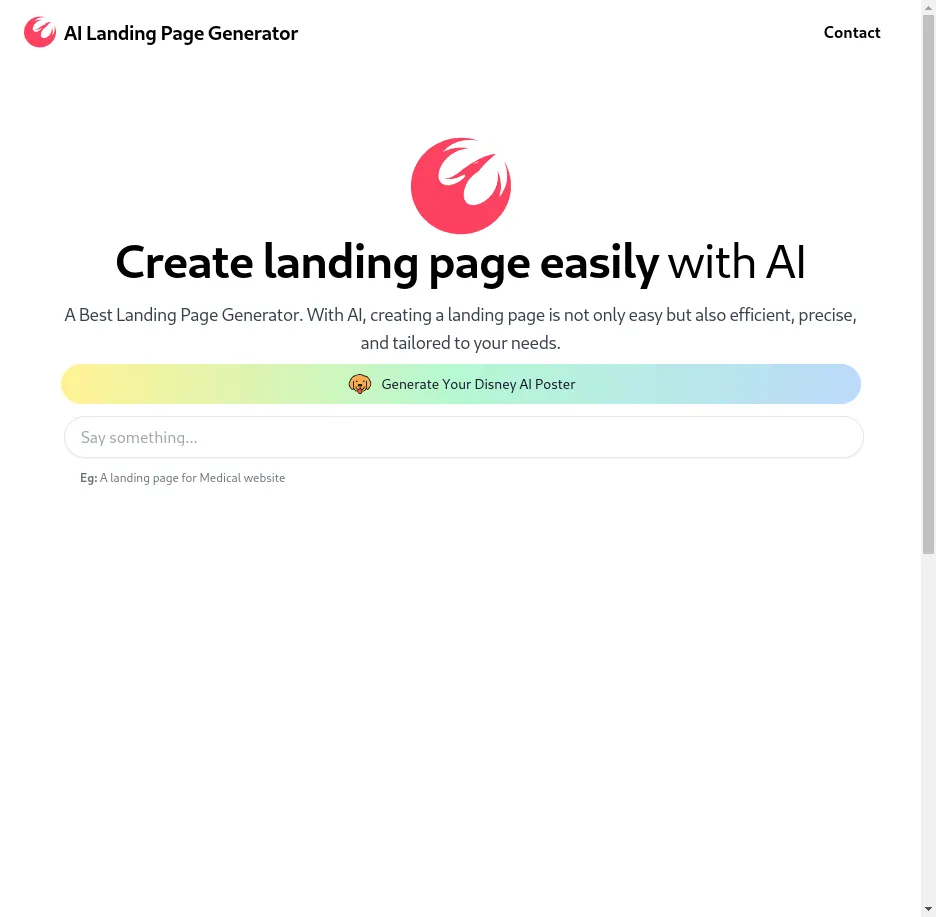 AI Landing Page Generator
Contact
Create landing page easily with AI
A Best Landing Page Generator. With AI, creating a landing page is not only easy but also efficient, precise,
and tailored to your needs.
Generate Your Disney AI Poster
Say something...
Eg: A landing page for Medical website